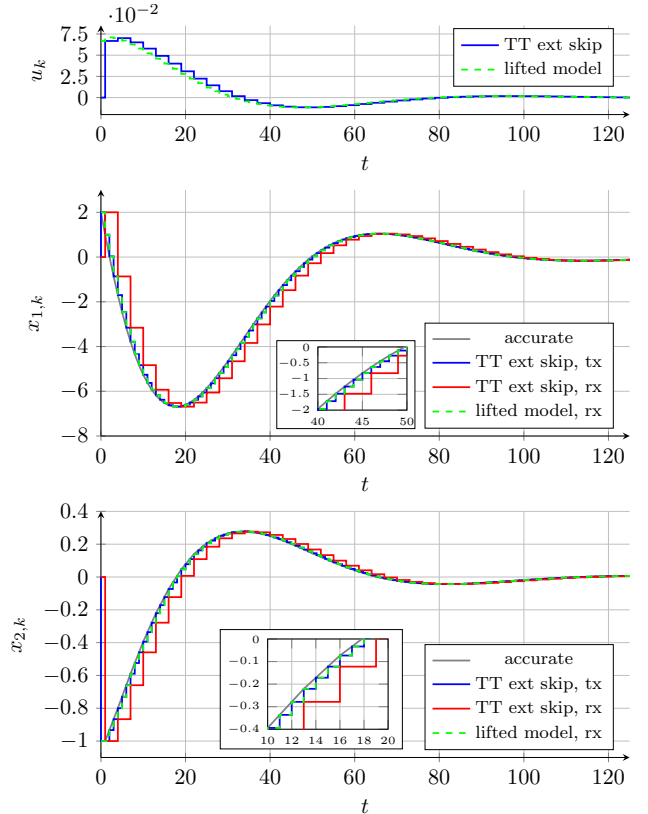 ·10⁻²
7.5
5
2.5
0
u_k
TT ext skip
lifted model
0 20 40 60 80 100 120
t
2
0
−2
−4
−6
−8
x_{1,k}
0
−0.5
−1
−1.5
−2
40 45 50
accurate
TT ext skip, tx
TT ext skip, rx
lifted model, rx
0 20 40 60 80 100 120
t
0.4
0.2
0
−0.2
−0.4
−0.6
−0.8
−1
x_{2,k}
0
−0.1
−0.2
−0.3
−0.4
10 12 14 16 18 20
accurate
TT ext skip, tx
TT ext skip, rx
lifted model, rx
0 20 40 60 80 100 120
t